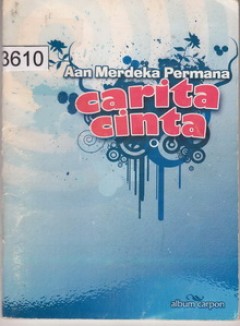 3610
Aan Merdeka Permana
carita
cinta
album carpon